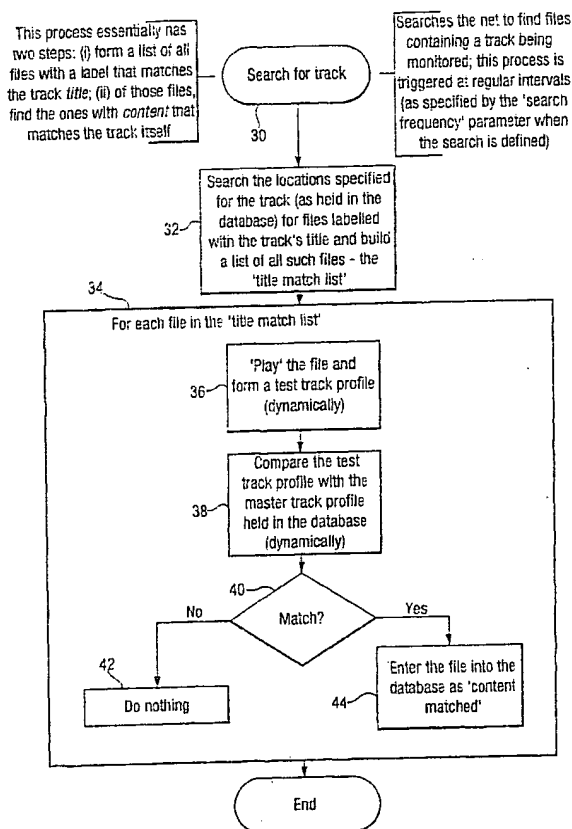 This process essentially has
two steps: (i) form a list of all
files with a label that matches
the track title; (ii) of those files,
find the ones with content that
matches the track itself
Search for track
30
Searches the net to find files
containing a track being
monitored; this process is
triggered at regular intervals
(as specified by the 'search
frequency' parameter when
the search is defined)
Search the locations specified
for the track (as held in the
database) for files labelled
with the track's title and build
a list of all such files - the
'title match list'
32
34
For each file in the 'title match list'
'Play' the file and
form a test track profile
(dynamically)
36
Compare the test
track profile with the
master track profile
held in the database
(dynamically)
38
40
Match?
No
Yes
42
Do nothing
Enter the file into the
database as 'content
matched'
44
End